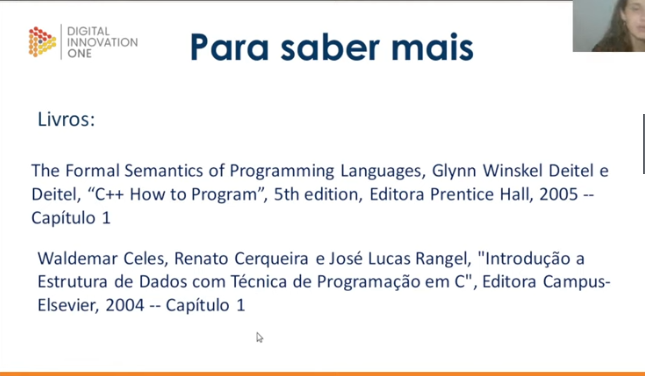 DIGITAL
INNOVATION
ONE
Para saber mais
Livros:
The Formal Semantics of Programming Languages, Glynn Winskel Deitel e
Deitel, “C++ How to Program”, 5th edition, Editora Prentice Hall, 2005 --
Capítulo 1
Waldemar Celes, Renato Cerqueira e José Lucas Rangel, "Introdução a
Estrutura de Dados com Técnica de Programação em C", Editora Campus-
Elsevier, 2004 -- Capítulo 1